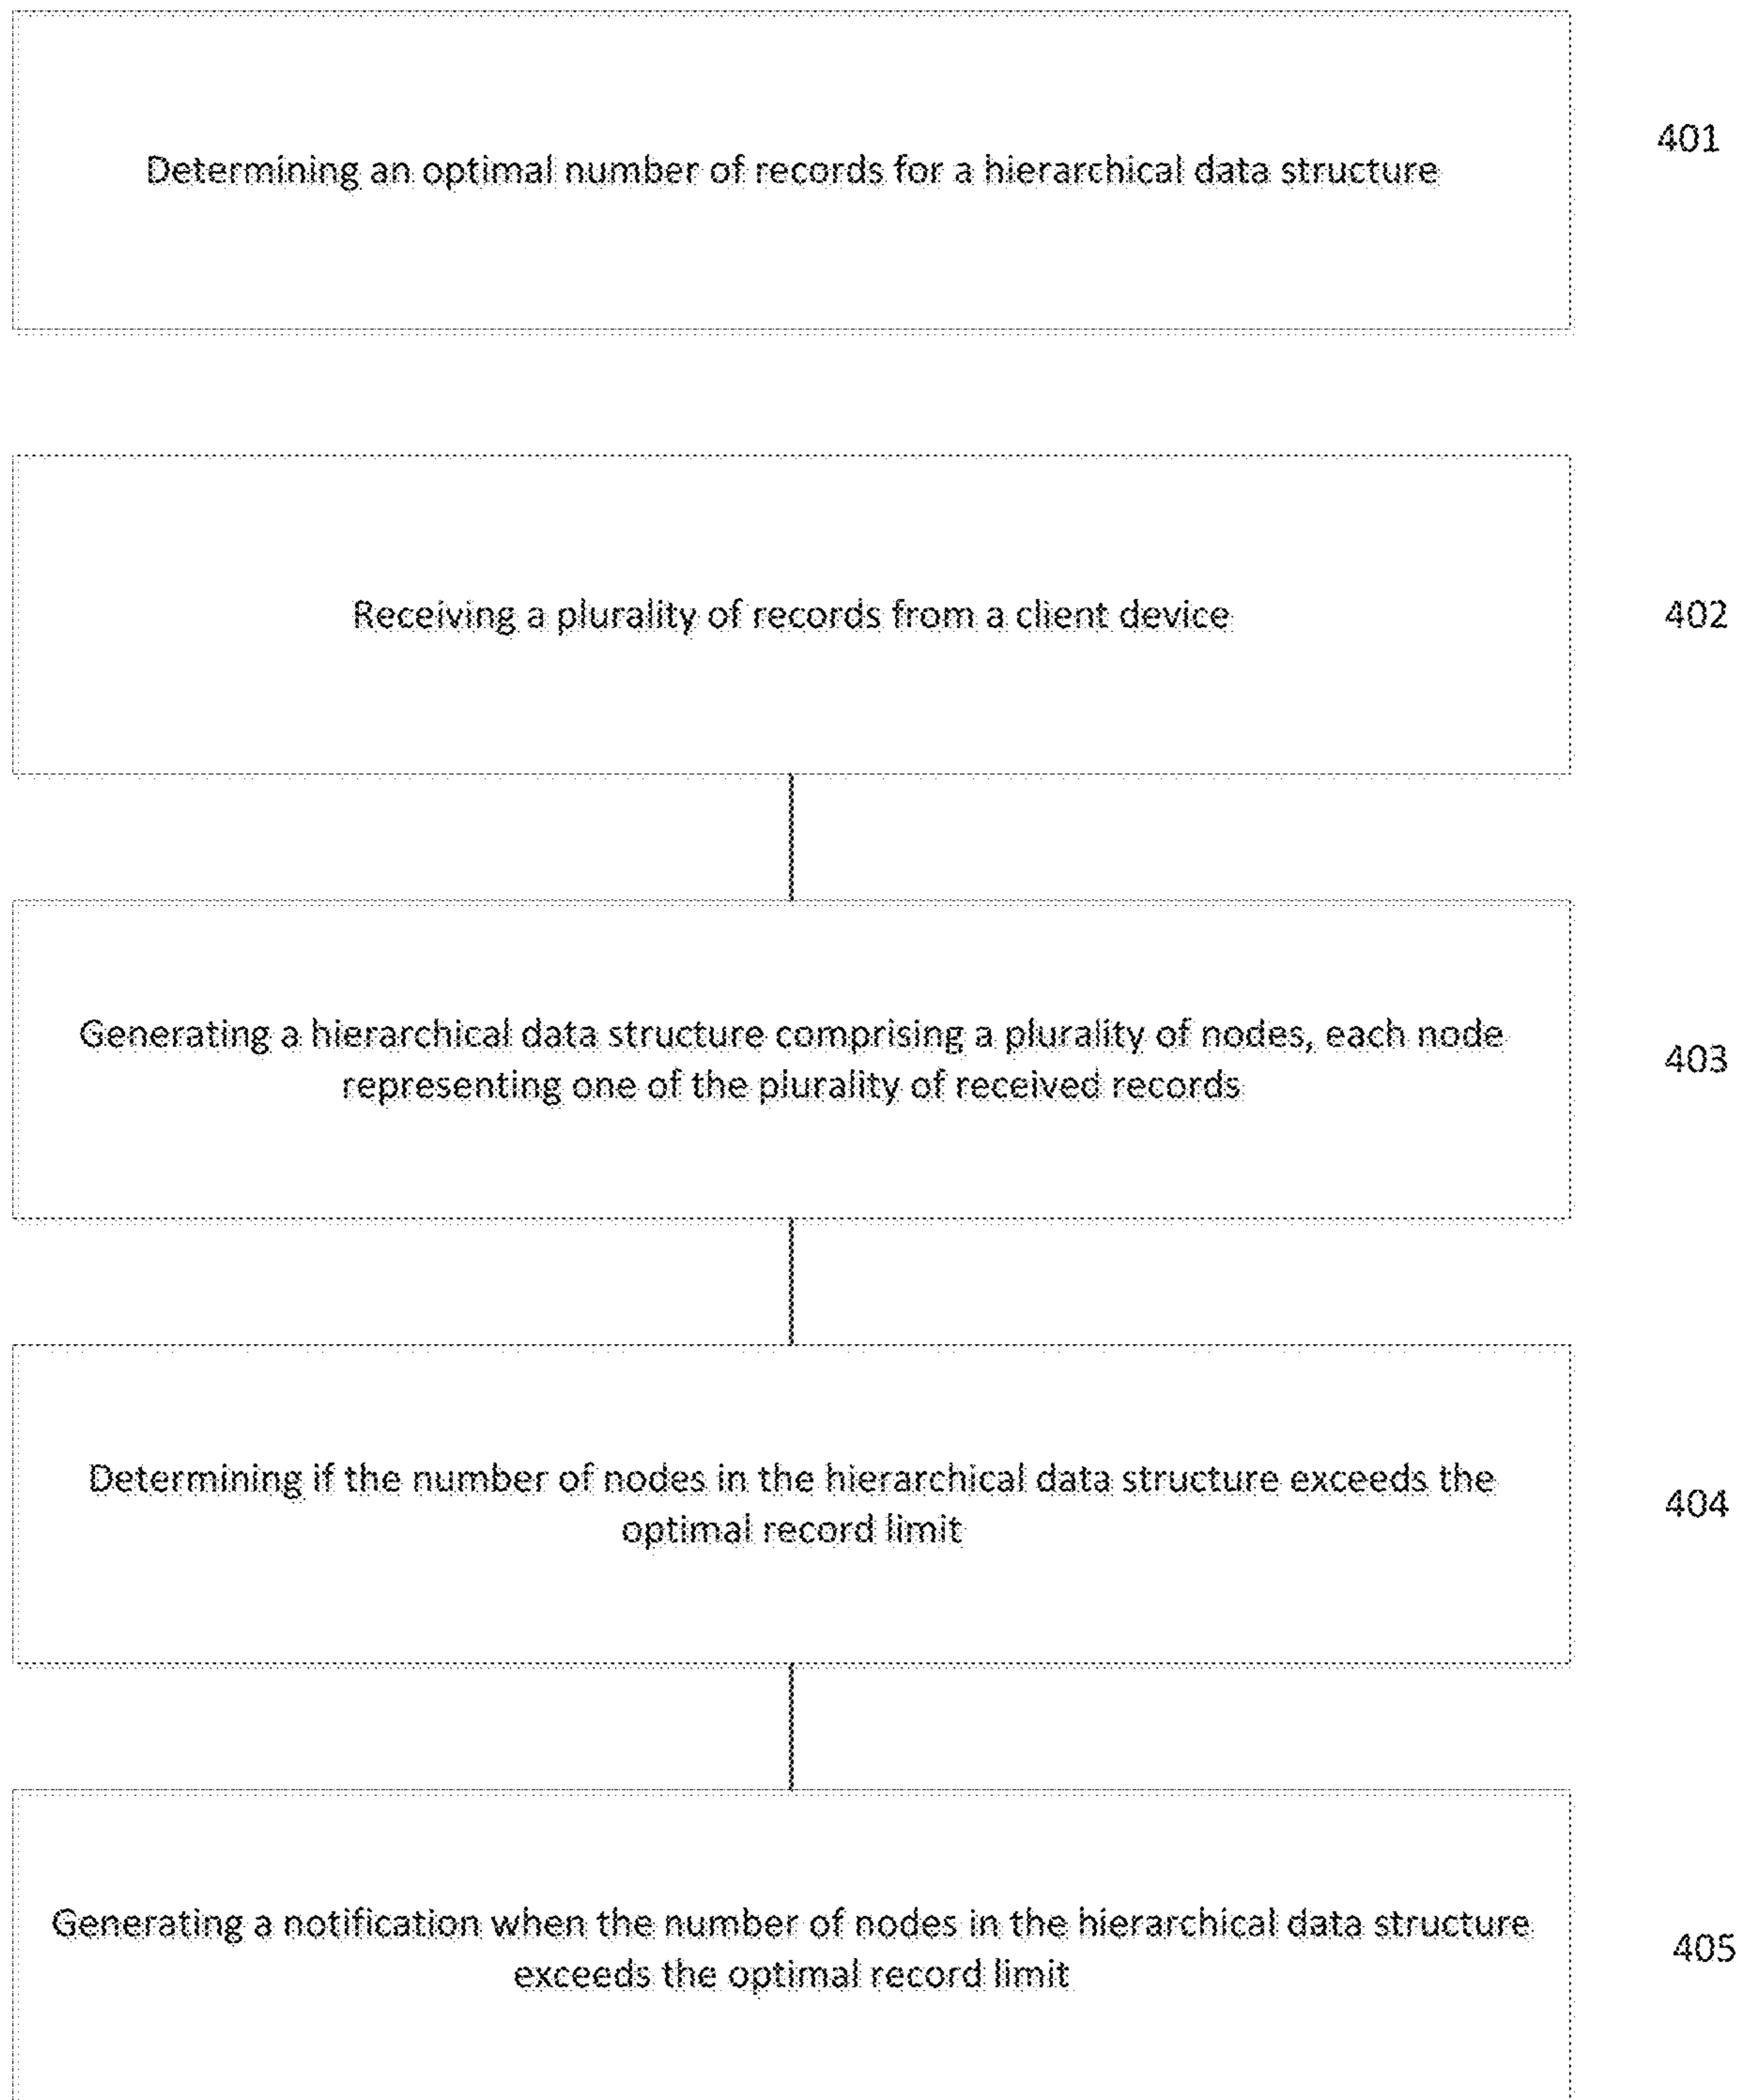 Determining an optimal number of records for a hierarchical data structure
401
Receiving a plurality of records from a client device
402
Generating a hierarchical data structure comprising a plurality of nodes, each node
representing one of the plurality of received records
403
Determining if the number of nodes in the hierarchical data structure exceeds the
optimal record limit
404
Generating a notification when the number of nodes in the hierarchical data structure
exceeds the optimal record limit
405